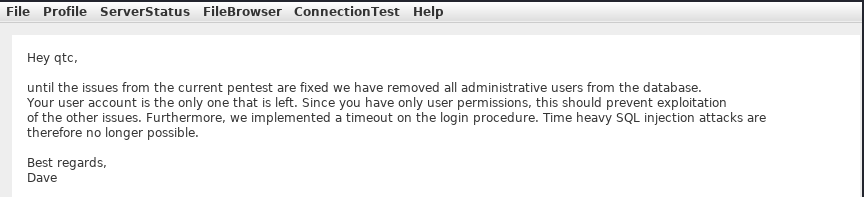 File Profile ServerStatus FileBrowser ConnectionTest Help
Hey qtc,
until the issues from the current pentest are fixed we have removed all administrative users from the database.
Your user account is the only one that is left. Since you have only user permissions, this should prevent exploitation
of the other issues. Furthermore, we implemented a timeout on the login procedure. Time heavy SQL injection attacks are
therefore no longer possible.
Best regards,
Dave